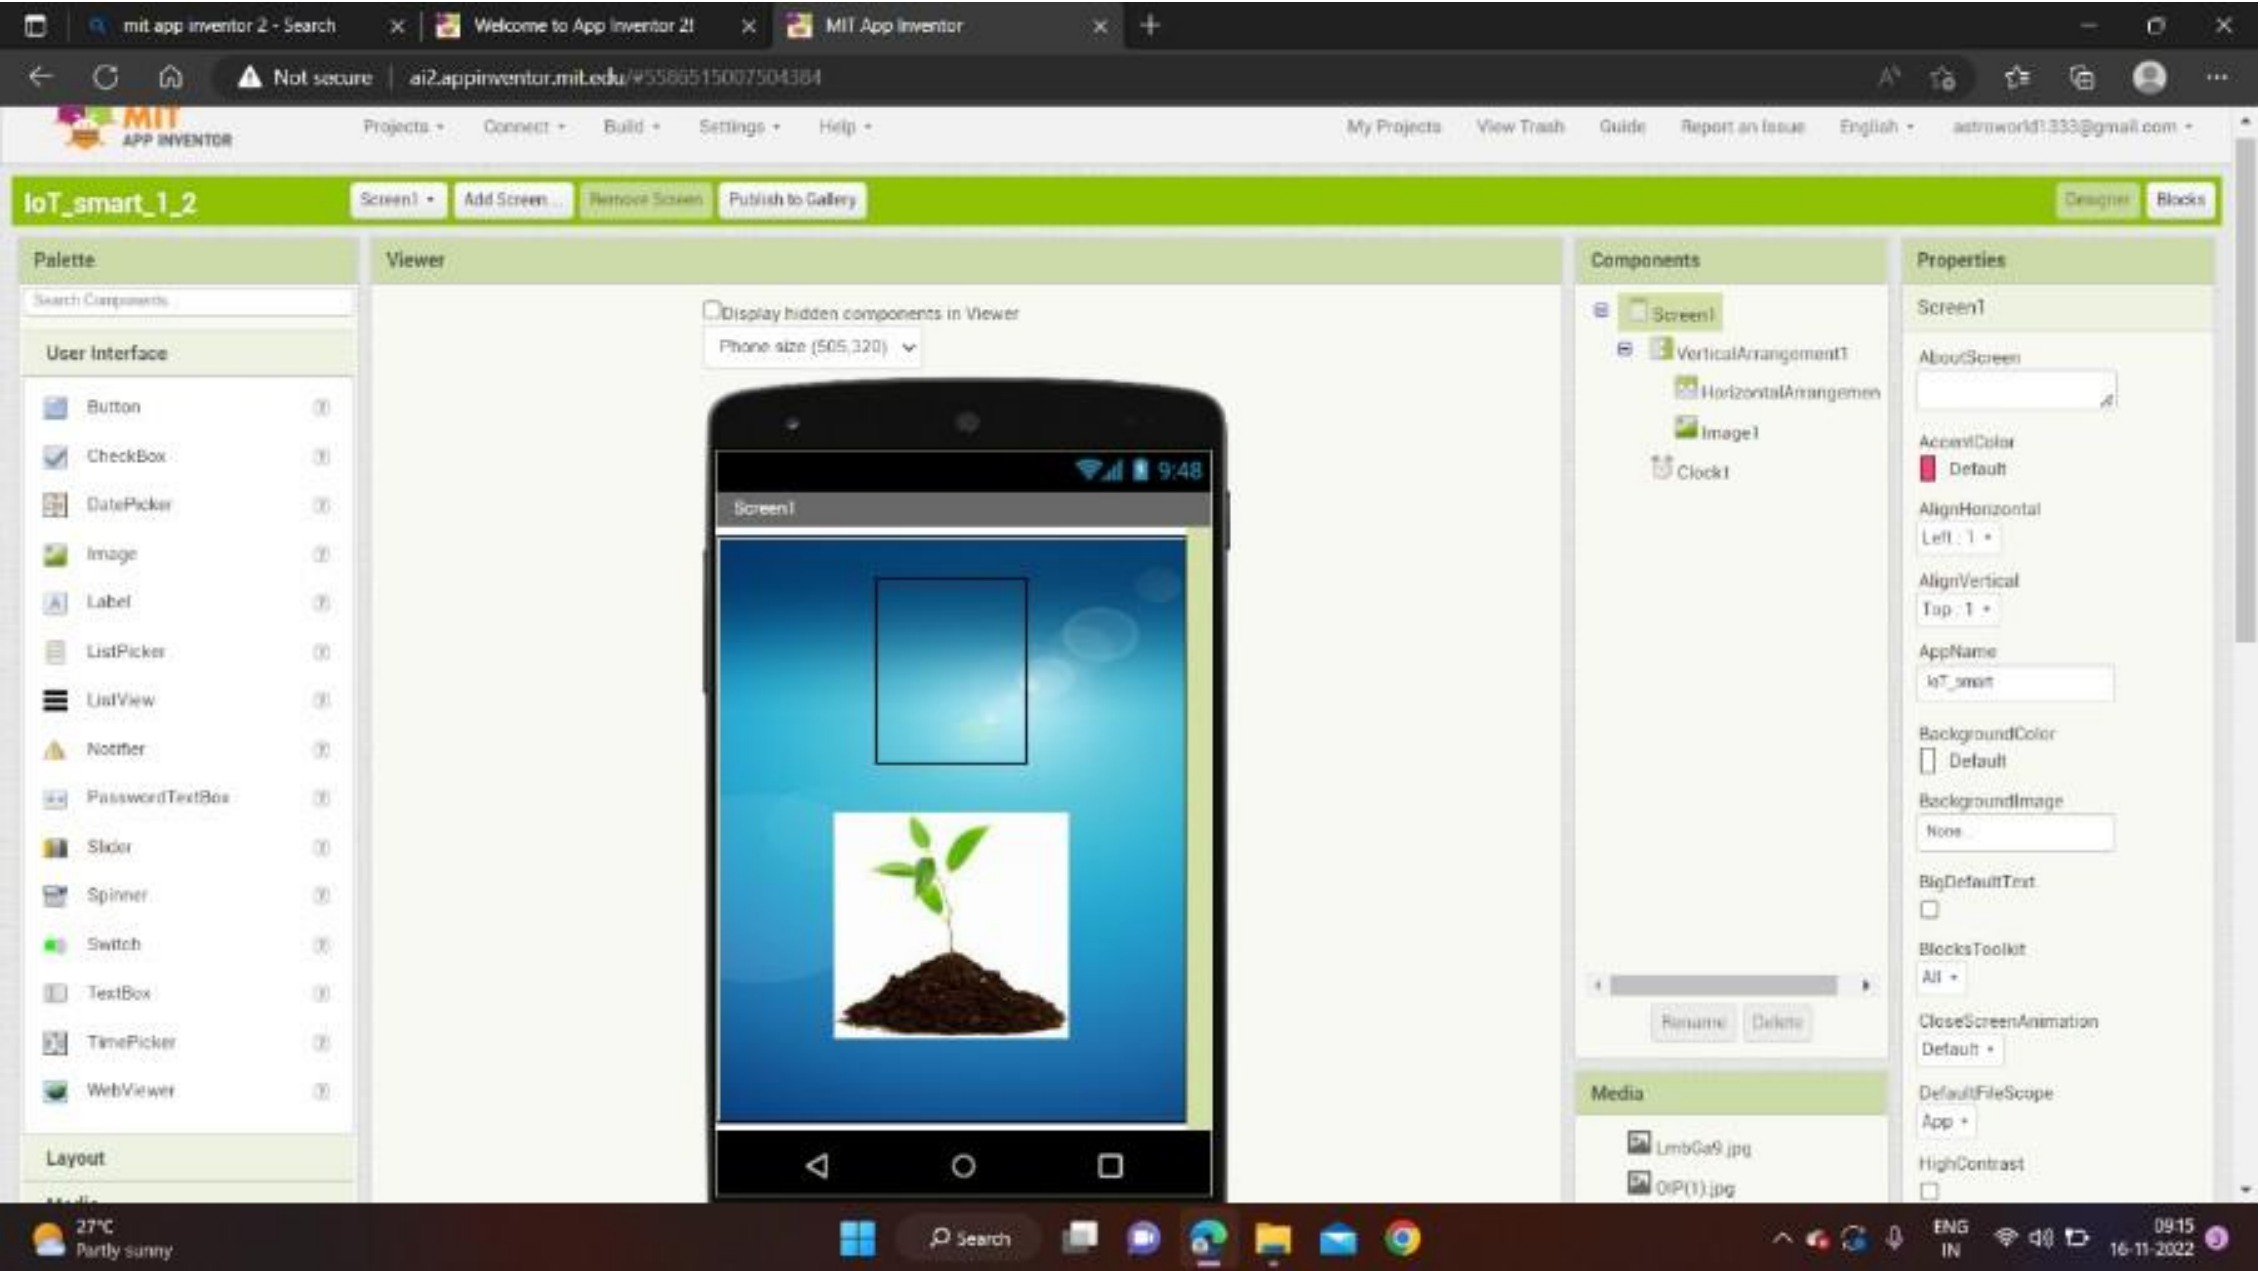 mit app inventor 2 - Search
Welcome to App Inventor 2!
MIT App Inventor
Not secure
ai2.appinventor.mit.edu/#5586515007504384
MIT
APP INVENTOR
Projects
Connect
Build
Settings
Help
My Projects
View Trash
Guide
Report an Issue
English
astroworld1333@gmail.com
IoT_smart_1_2
Screen1
Add Screen ...
Remove Screen
Publish to Gallery
Designer
Blocks
Palette
Search Components...
User Interface
Button
CheckBox
DatePicker
Image
Label
ListPicker
ListView
Notifier
PasswordTextBox
Slider
Spinner
Switch
TextBox
TimePicker
WebViewer
Layout
Viewer
Display hidden components in Viewer
Phone size (505,320)
9:48
Screen1
Components
Screen1
VerticalArrangement1
HorizontalArrangemen
Image1
Clock1
Rename
Delete
Media
LmbGa9.jpg
OIP(1).jpg
Properties
Screen1
AboutScreen
AccentColor
Default
AlignHorizontal
Left : 1
AlignVertical
Top : 1
AppName
IoT_smart
BackgroundColor
Default
BackgroundImage
None...
BigDefaultText
BlocksToolkit
All
CloseScreenAnimation
Default
DefaultFileScope
App
HighContrast
27°C
Partly sunny
Search
ENG
IN
09:15
16-11-2022